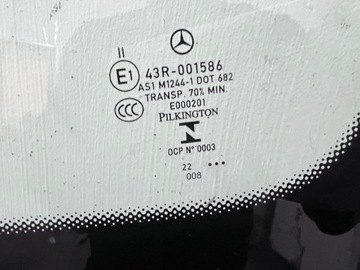 II
E1 43R-001586
AS1 M1244-1 DOT 682
TRANSP. 70% MIN.
CCC E000201
PILKINGTON
N
OCP Nº 0003
22 •••
008